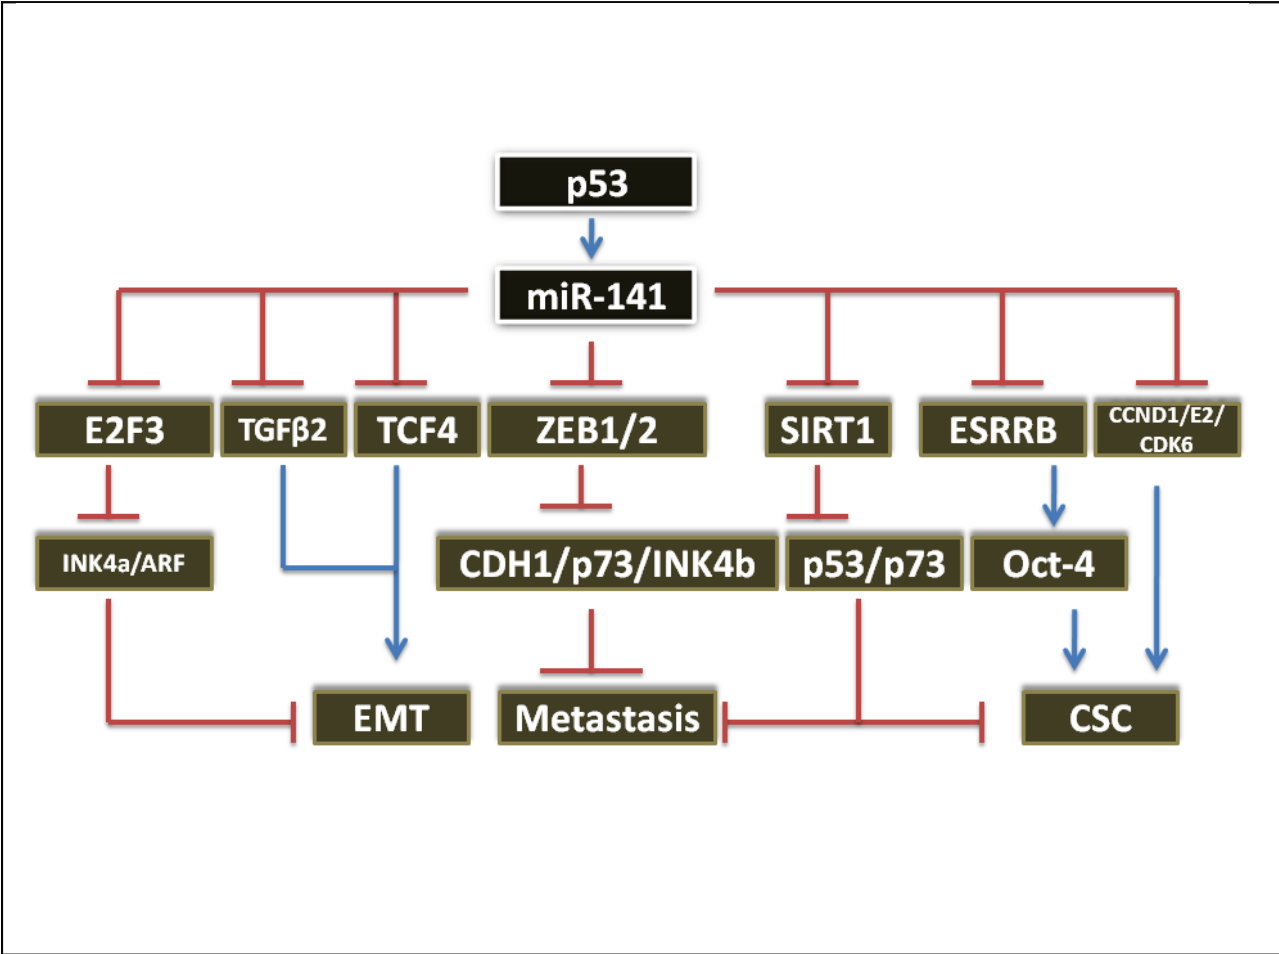 p53
miR-141
E2F3
TGFβ2
TCF4
ZEB1/2
SIRT1
ESRRB
CCND1/E2/
CDK6
INK4a/ARF
CDH1/p73/INK4b
p53/p73
Oct-4
EMT
Metastasis
CSC